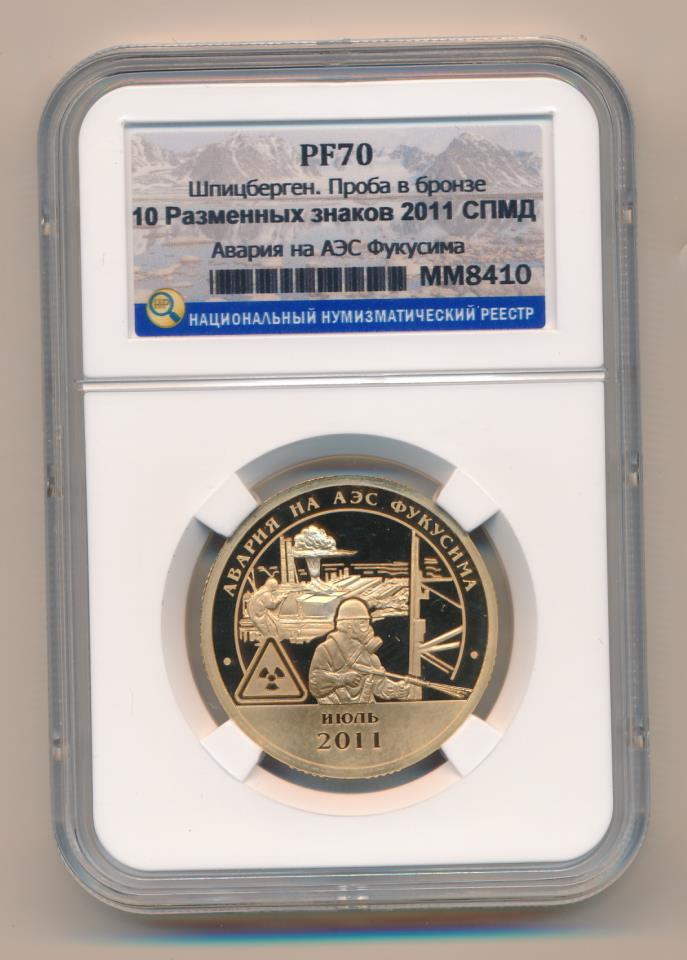 PF70
Шпицберген. Проба в бронзе
10 Разменных знаков 2011 СПМД
Авария на АЭС Фукусима
MM8410
ННР
НАЦИОНАЛЬНЫЙ НУМИЗМАТИЧЕСКИЙ РЕЕСТР
АВАРИЯ НА АЭС ФУКУСИМА
ИЮЛЬ
2011